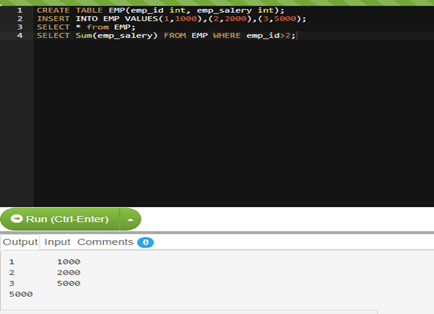 1 CREATE TABLE EMP(emp_id int, emp_salery int);
2 INSERT INTO EMP VALUES(1,1000),(2,2000),(3,5000);
3 SELECT * from EMP;
4 SELECT Sum(emp_salery) FROM EMP WHERE emp_id>2;
Run (Ctrl-Enter)
Output Input Comments 0
1 1000
2 2000
3 5000
5000